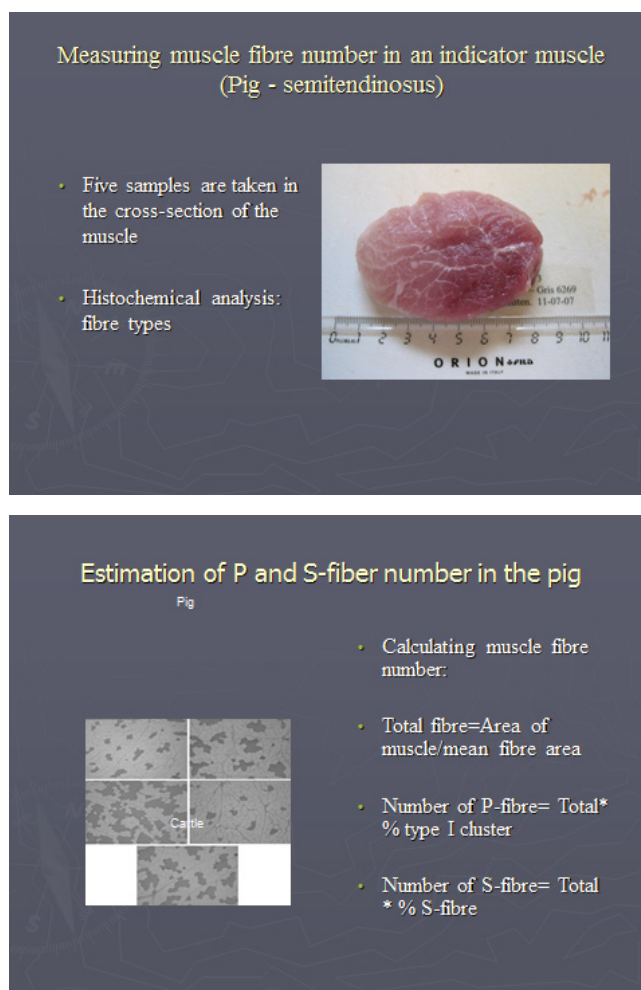 Measuring muscle fibre number in an indicator muscle
(Pig - semitendinosus)
• Five samples are taken in
the cross-section of the
muscle
• Histochemical analysis:
fibre types
Gris 6269
11-07-07
1 2 3 4 5 6 7 8 9 10 11
ORION
MADE IN ITALY
Estimation of P and S-fiber number in the pig
Pig
Cattle
• Calculating muscle fibre
number:
• Total fibre=Area of
muscle/mean fibre area
• Number of P-fibre= Total*
% type I cluster
• Number of S-fibre= Total
* % S-fibre